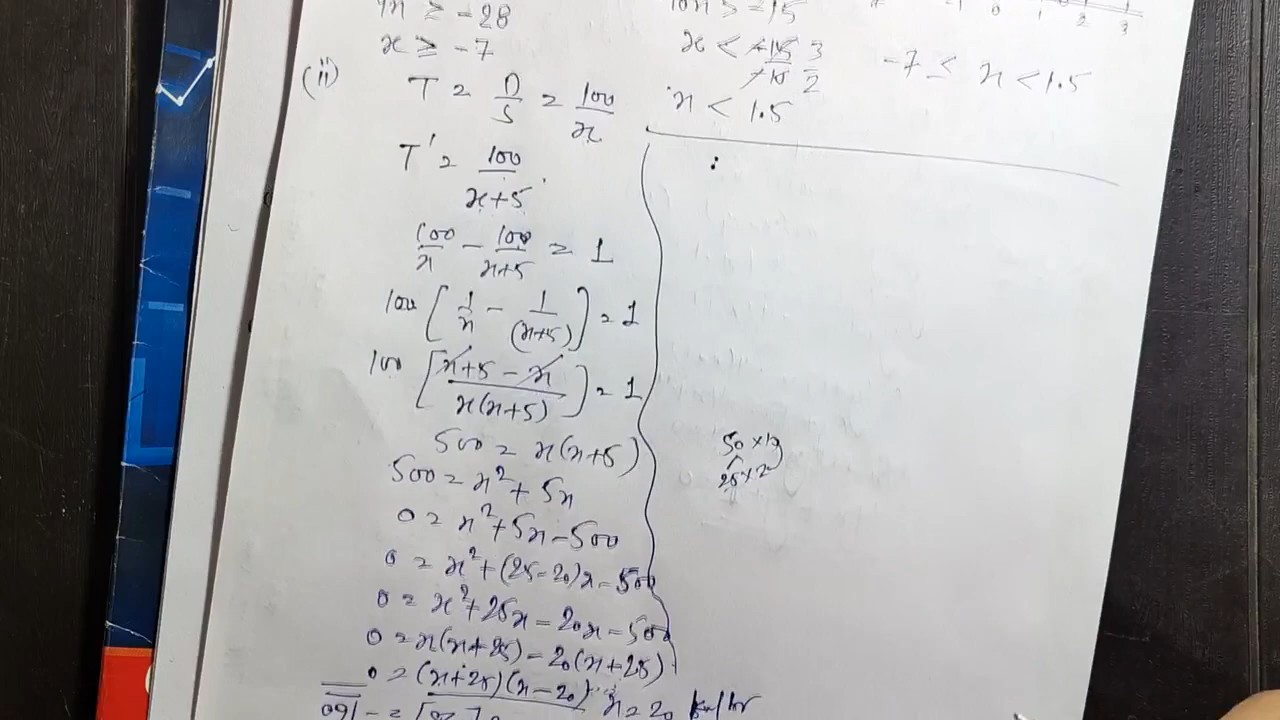 x ≥ -7
x < 3/2
-7 ≤ x < 1.5
x < 1.5
(ii) T = D/S = 100/x
T' = 100/(x+5)
100/x - 100/(x+5) = 1
100 [1/x - 1/(x+5)] = 1
100 [(x+5-x)/(x(x+5))] = 1
500 = x(x+5)
500 = x² + 5x
0 = x² + 5x - 500
0 = x² + (25-20)x - 500
0 = x² + 25x - 20x - 500
0 = x(x+25) - 20(x+25)
0 = (x+25)(x-20) x = 20 km/hr
50 × 10
25 × 2